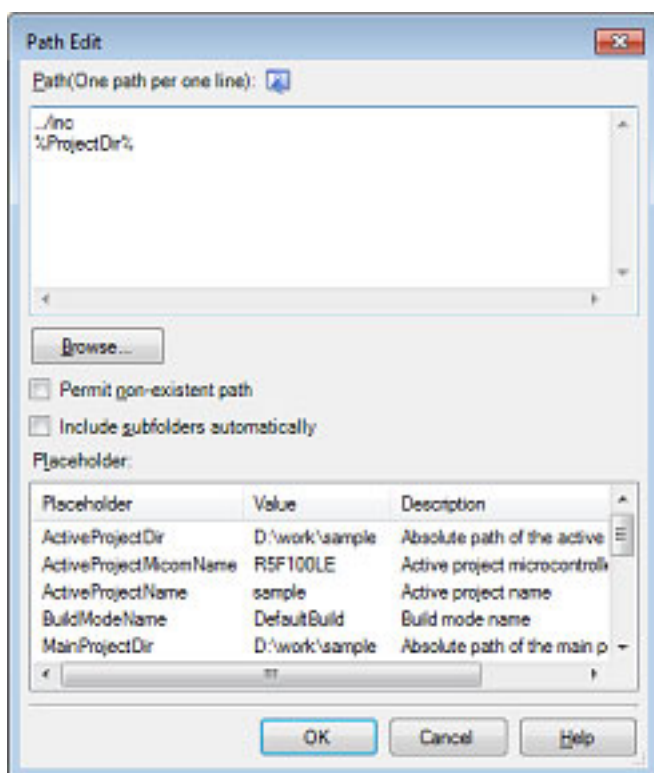 Path Edit
Path(One path per one line):
../inc
%ProjectDir%
Browse...
Permit non-existent path
Include subfolders automatically
Placeholder:
Placeholder Value Description
ActiveProjectDir D:\work\sample Absolute path of the active
ActiveProjectMicomName R5F100LE Active project microcontroll
ActiveProjectName sample Active project name
BuildModeName DefaultBuild Build mode name
MainProjectDir D:\work\sample Absolute path of the main p
OK Cancel Help